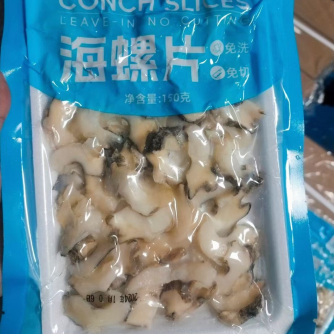 CONCH SLICES
LEAVE-IN NO CUTTING
海螺片
免洗
免切
净含量:150克